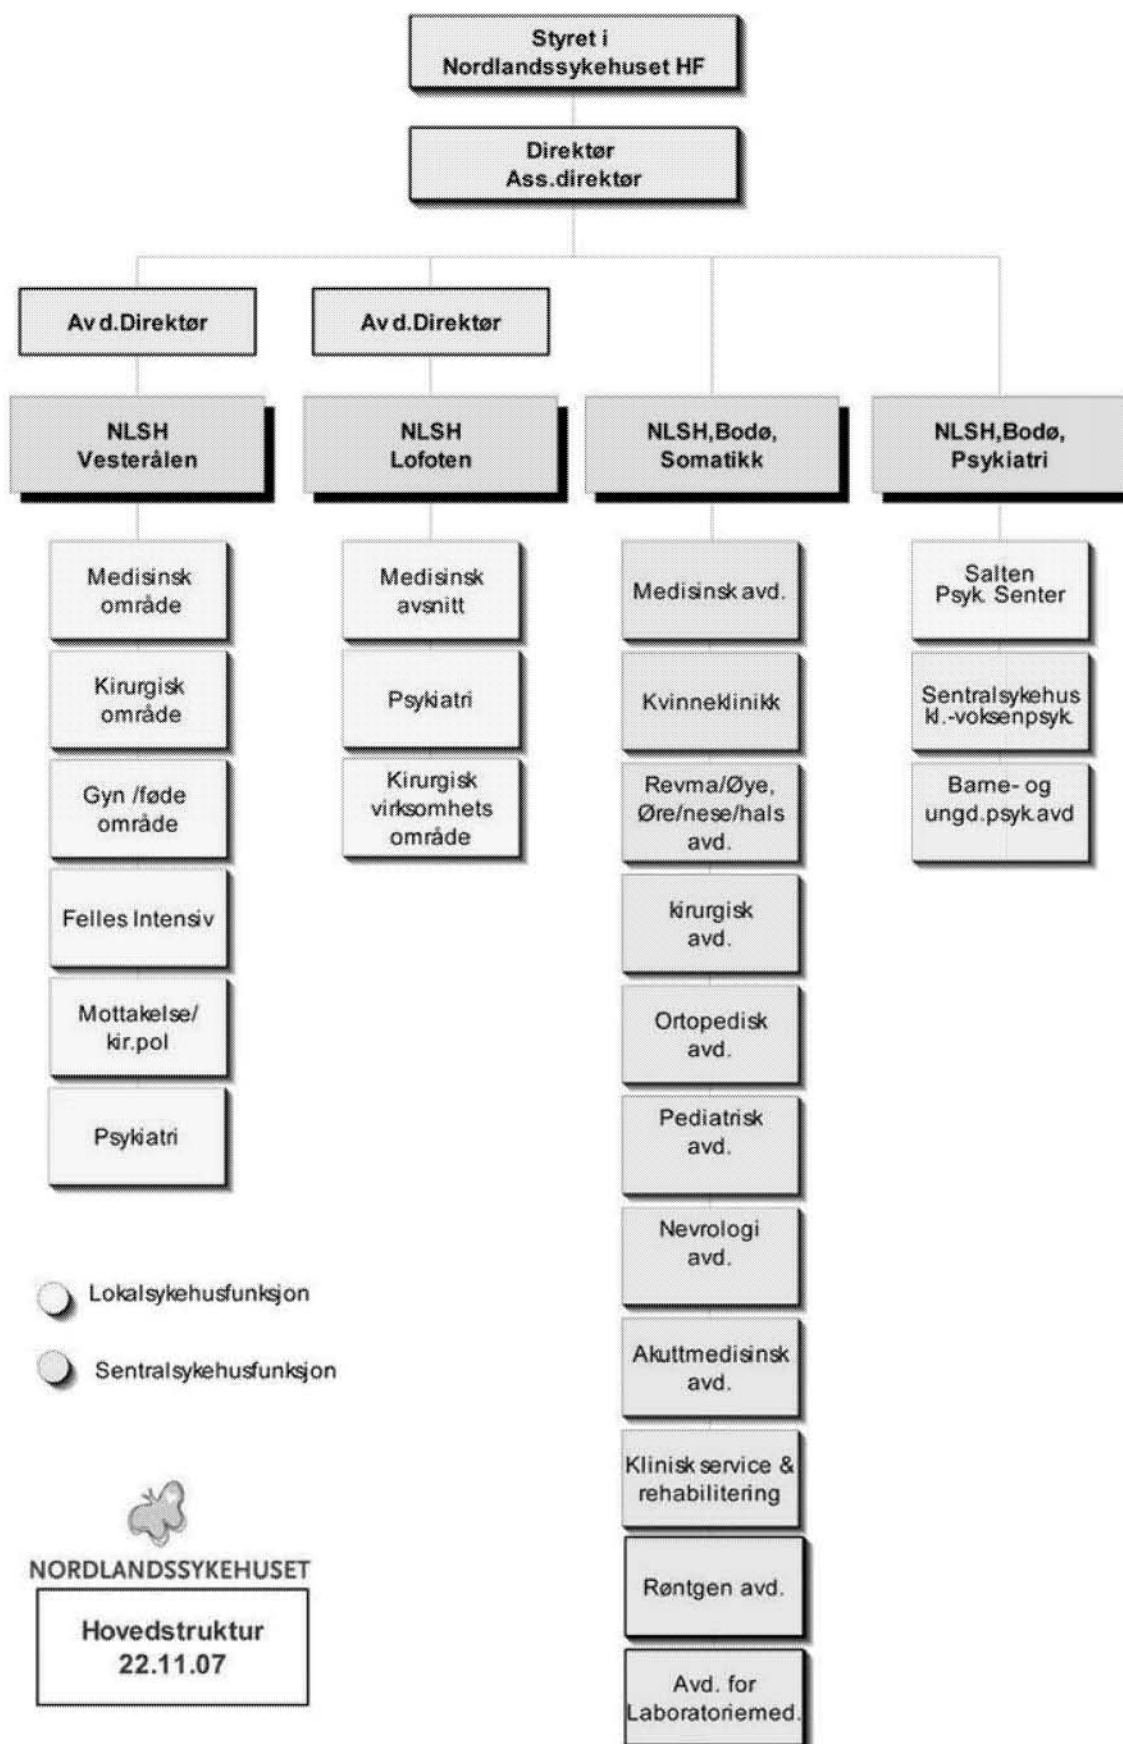 Styret i
Nordlandssykehuset HF
Direktør
Ass.direktør
Avd.Direktør
Avd.Direktør
NLSH
Vesterålen
NLSH
Lofoten
NLSH,Bodø,
Somatikk
NLSH,Bodø,
Psykiatri
Medisinsk
område
Kirurgisk
område
Gyn /føde
område
Felles Intensiv
Mottakelse/
kir.pol
Psykiatri
Medisinsk
avsnitt
Psykiatri
Kirurgisk
virksomhets
område
Medisinsk avd.
Kvinneklinikk
Revma/Øye,
Øre/nese/hals
avd.
kirurgisk
avd.
Ortopedisk
avd.
Pediatrisk
avd.
Nevrologi
avd.
Akuttmedisinsk
avd.
Klinisk service &
rehabilitering
Røntgen avd.
Avd. for
Laboratoriemed.
Salten
Psyk. Senter
Sentralsykehus
kl.-voksenpsyk.
Barne- og
ungd.psyk.avd
Lokalsykehusfunksjon
Sentralsykehusfunksjon
NORDLANDSSYKEHUSET
Hovedstruktur
22.11.07